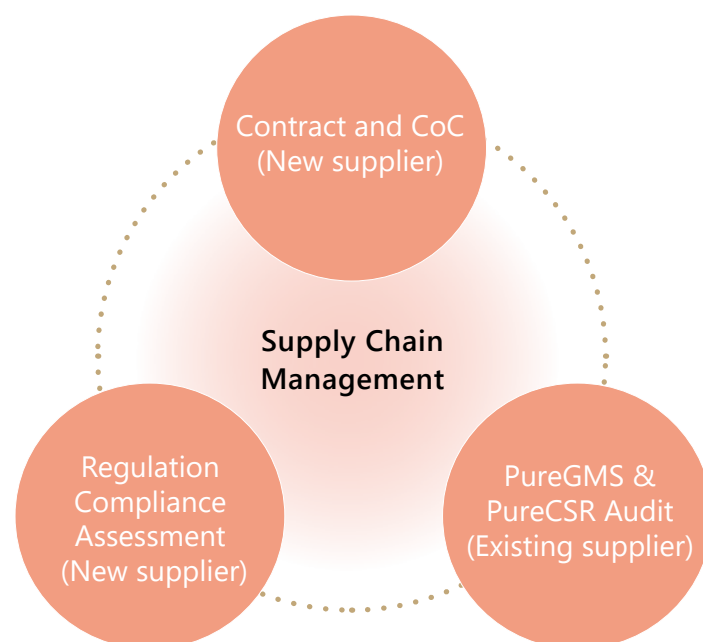 Contract and CoC
(New supplier)
Supply Chain
Management
Regulation
Compliance
Assessment
(New supplier)
PureGMS &
PureCSR Audit
(Existing supplier)